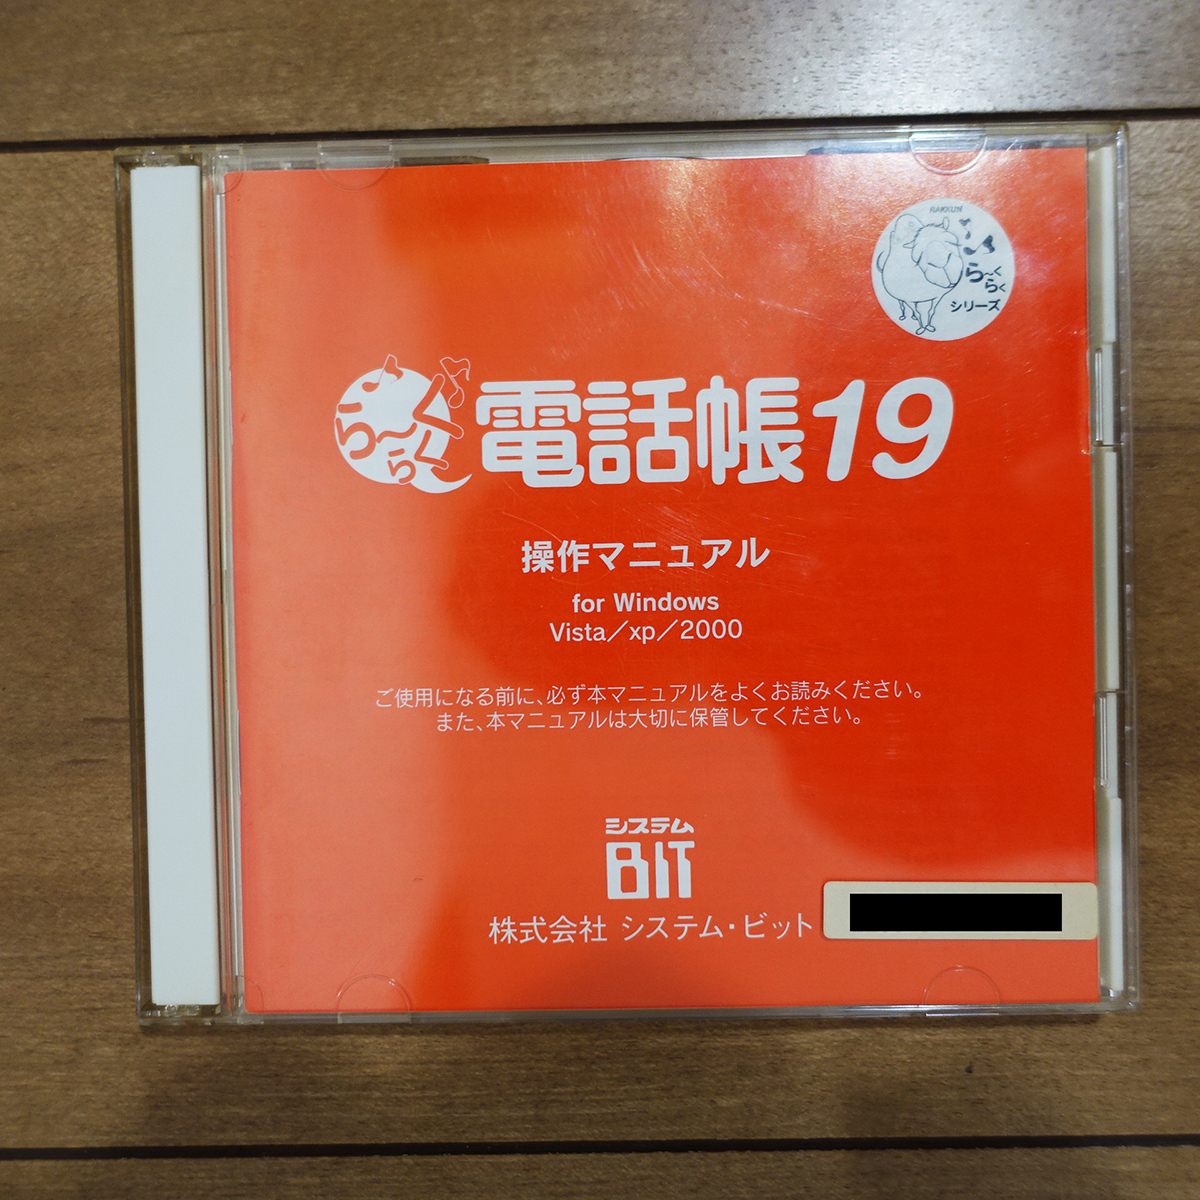 RAKKUN
ら〜く
らく
シリーズ
ら〜く
らく
電話帳19
操作マニュアル
for Windows
Vista／xp／2000
ご使用になる前に、必ず本マニュアルをよくお読みください。
また、本マニュアルは大切に保管してください。
システム
BIT
株式会社 システム・ビット